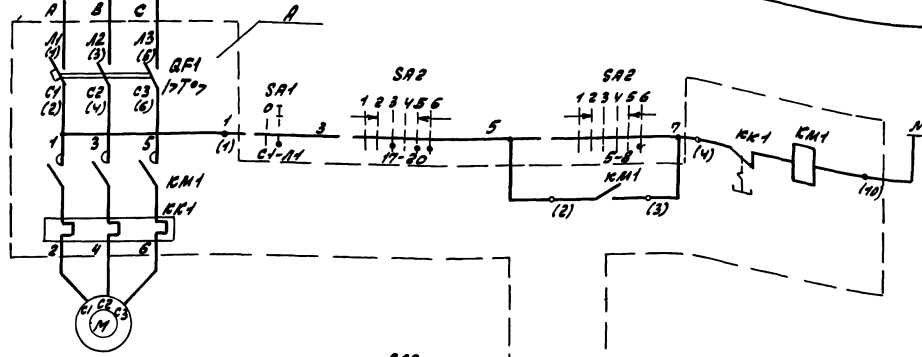 A B C
A
Л1 Л2 Л3
(1) (3) (5)
QF1
I>T°>
С1 С2 С3
(2) (4) (6)
SA1
0 I
С1-Л1
SA2
1 2 3 4 5 6
17-20
SA2
1 2 3 4 5 6
5-8
1 3 5
1
(1)
3
5
7
(4)
КК1
КМ1
(10)
N
КМ1
(2) (3)
КМ1
КК1
2 4 6
С1 С2 С3
М